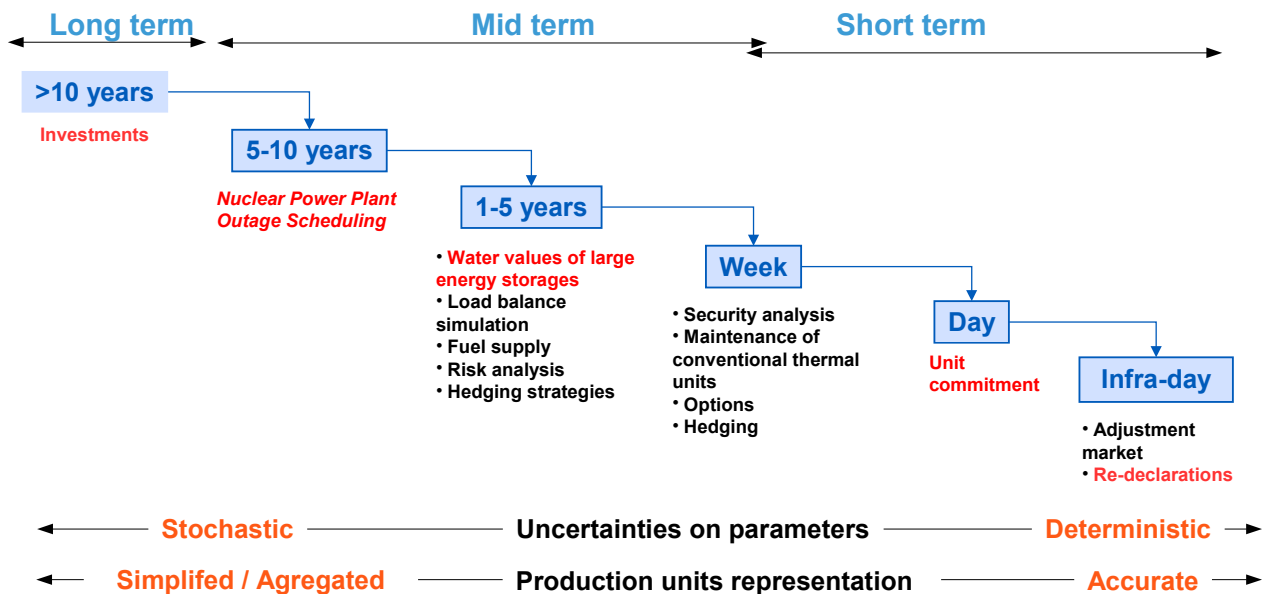 Long term
Mid term
Short term
>10 years
Investments
5-10 years
Nuclear Power Plant
Outage Scheduling
1-5 years
• Water values of large
energy storages
• Load balance
simulation
• Fuel supply
• Risk analysis
• Hedging strategies
Week
• Security analysis
• Maintenance of
conventional thermal
units
• Options
• Hedging
Day
Unit
commitment
Infra-day
• Adjustment
market
• Re-declarations
Stochastic
Uncertainties on parameters
Deterministic
Simplifed / Agregated
Production units representation
Accurate